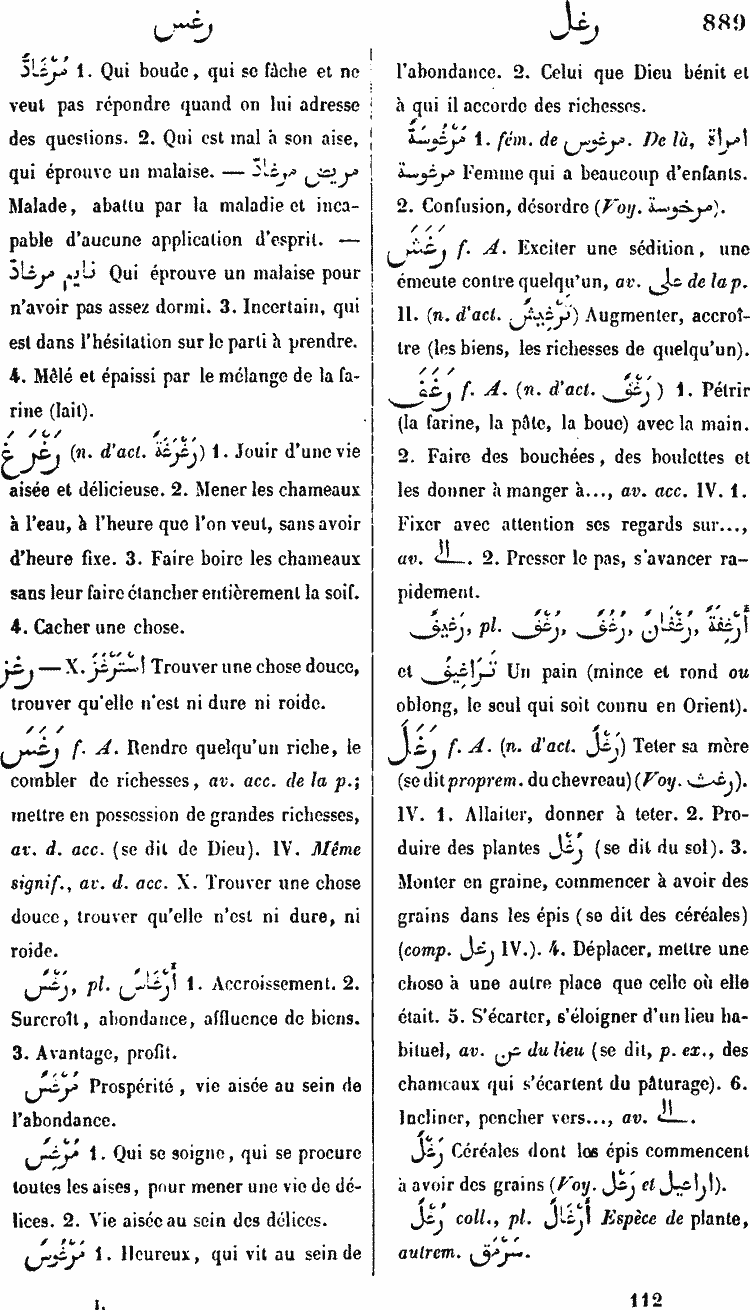 رغس
رغل
889
مُرْغَادٌّ 1. Qui boude, qui se fâche et ne
veut pas répondre quand on lui adresse
des questions. 2. Qui est mal à son aise,
qui éprouve un malaise. — مريض مرغادّ
Malade, abattu par la maladie et inca-
pable d'aucune application d'esprit. —
نايم مرغادّ Qui éprouve un malaise pour
n'avoir pas assez dormi. 3. Incertain, qui
est dans l'hésitation sur le parti à prendre.
4. Mêlé et épaissi par le mélange de la fa-
rine (lait).
رَغْرَغَ (n. d'act. رَغْرَغَةٌ) 1. Jouir d'une vie
aisée et délicieuse. 2. Mener les chameaux
à l'eau, à l'heure que l'on veut, sans avoir
d'heure fixe. 3. Faire boire les chameaux
sans leur faire étancher entièrement la soif.
4. Cacher une chose.
رغز — X. اسْتَرْغَزَ Trouver une chose douce,
trouver qu'elle n'est ni dure ni roide.
رَغَسَ f. A. Rendre quelqu'un riche, le
combler de richesses, av. acc. de la p.;
mettre en possession de grandes richesses,
av. d. acc. (se dit de Dieu). IV. Même
signif., av. d. acc. X. Trouver une chose
douce, trouver qu'elle n'est ni dure, ni
roide.
رَغْسٌ, pl. أَرْغَاسٌ 1. Accroissement. 2.
Surcroît, abondance, affluence de biens.
3. Avantage, profit.
مَرْغَسٌ Prospérité, vie aisée au sein de
l'abondance.
مُرْغِسٌ 1. Qui se soigne, qui se procure
toutes les aises, pour mener une vie de dé-
lices. 2. Vie aisée au sein des délices.
مَرْغُوسٌ 1. Heureux, qui vit au sein de
l'abondance. 2. Celui que Dieu bénit et
à qui il accorde des richesses.
مَرْغُوسَةٌ 1. fém. de مرغوس. De là, امراة
مرغوسة Femme qui a beaucoup d'enfants.
2. Confusion, désordre (Voy. مرخوسة).
رَغَشَ f. A. Exciter une sédition, une
émeute contre quelqu'un, av. على de la p.
II. (n. d'act. تَرْغِيشٌ) Augmenter, accroî-
tre (les biens, les richesses de quelqu'un).
رَغَفَ f. A. (n. d'act. رَغْفٌ) 1. Pétrir
(la farine, la pâte, la boue) avec la main.
2. Faire des bouchées, des boulettes et
les donner à manger à..., av. acc. IV. 1.
Fixer avec attention ses regards sur...,
av. الى. 2. Presser le pas, s'avancer ra-
pidement.
رَغِيفٌ, pl. رُغُفٌ, رُغْفٌ, رُغْفَانٌ, أَرْغِفَةٌ
et تَرَاغِيفُ Un pain (mince et rond ou
oblong, le seul qui soit connu en Orient).
رَغَلَ f. A. (n. d'act. رَغْلٌ) Teter sa mère
(se dit proprem. du chevreau) (Voy. رغث).
IV. 1. Allaiter, donner à teter. 2. Pro-
duire des plantes رُغْل (se dit du sol). 3.
Monter en graine, commencer à avoir des
grains dans les épis (se dit des céréales)
(comp. زغل IV.). 4. Déplacer, mettre une
chose à une autre place que celle où elle
était. 5. S'écarter, s'éloigner d'un lieu ha-
bituel, av. عن du lieu (se dit, p. ex., des
chameaux qui s'écartent du pâturage). 6.
Incliner, pencher vers..., av. الى.
رَغْلٌ Céréales dont les épis commencent
à avoir des grains (Voy. رَغَلَ et ارغيل).
رُغْلٌ coll., pl. أَرْغَالٌ Espèce de plante,
autrem. سَرْمَق.
I.
112